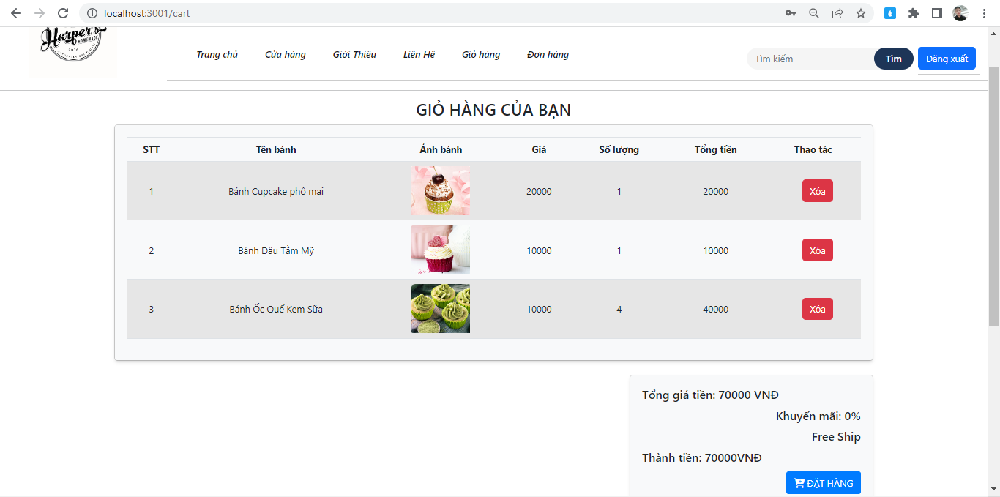 localhost:3001/cart
Harper's
HOMEMADE
2016
Trang chủ Cửa hàng Giới Thiệu Liên Hệ Giỏ hàng Đơn hàng
Tìm kiếm Tìm Đăng xuất
GIỎ HÀNG CỦA BẠN
STT Tên bánh Ảnh bánh Giá Số lượng Tổng tiền Thao tác
1 Bánh Cupcake phô mai 20000 1 20000 Xóa
2 Bánh Dâu Tằm Mỹ 10000 1 10000 Xóa
3 Bánh Ốc Quế Kem Sữa 10000 4 40000 Xóa
Tổng giá tiền: 70000 VNĐ
Khuyến mãi: 0%
Free Ship
Thành tiền: 70000VNĐ
ĐẶT HÀNG